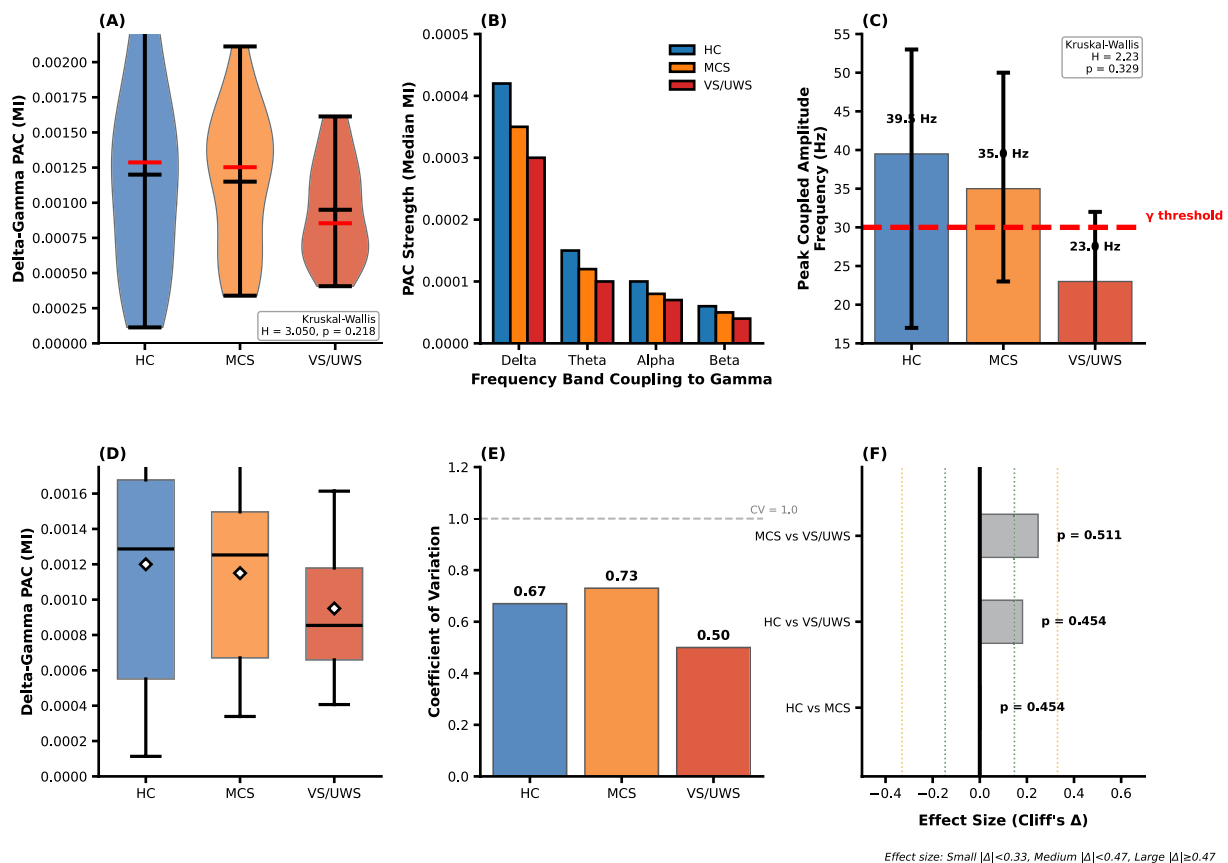 (A)
Delta-Gamma PAC (MI)
0.00200
0.00175
0.00150
0.00125
0.00100
0.00075
0.00050
0.00025
0.00000
Kruskal-Wallis
H = 3.050, p = 0.218
HC
MCS
VS/UWS
(B)
PAC Strength (Median MI)
0.0005
0.0004
0.0003
0.0002
0.0001
0.0000
HC
MCS
VS/UWS
Delta
Theta
Alpha
Beta
Frequency Band Coupling to Gamma
(C)
Peak Coupled Amplitude
Frequency (Hz)
55
50
45
40
35
30
25
20
15
Kruskal-Wallis
H = 2.23
p = 0.329
39.5 Hz
35.0 Hz
23.0 Hz
γ threshold
HC
MCS
VS/UWS
(D)
Delta-Gamma PAC (MI)
0.0016
0.0014
0.0012
0.0010
0.0008
0.0006
0.0004
0.0002
0.0000
HC
MCS
VS/UWS
(E)
Coefficient of Variation
1.2
1.0
0.8
0.6
0.4
0.2
0.0
CV = 1.0
0.67
0.73
0.50
HC
MCS
VS/UWS
(F)
MCS vs VS/UWS
HC vs VS/UWS
HC vs MCS
p = 0.511
p = 0.454
p = 0.454
−0.4
−0.2
0.0
0.2
0.4
0.6
Effect Size (Cliff's Δ)
Effect size: Small |Δ|<0.33, Medium |Δ|<0.47, Large |Δ|≥0.47